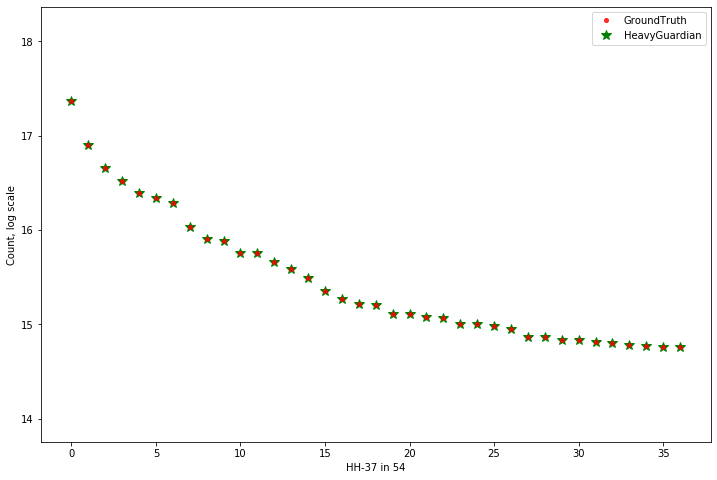 GroundTruth
HeavyGuardian
18
17
16
15
14
Count, log scale
0 5 10 15 20 25 30 35
HH-37 in 54